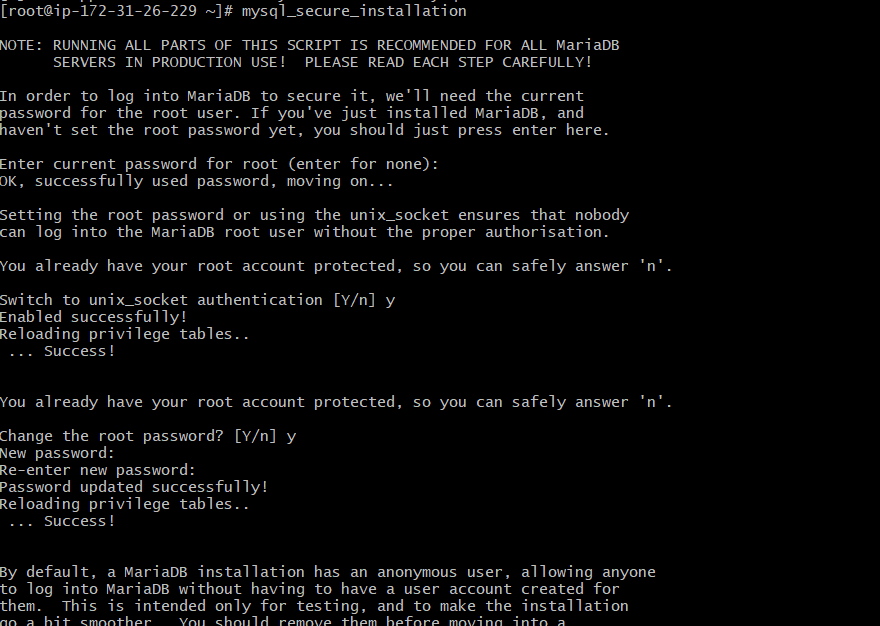 [root@ip-172-31-26-229 ~]# mysql_secure_installation
NOTE: RUNNING ALL PARTS OF THIS SCRIPT IS RECOMMENDED FOR ALL MariaDB
SERVERS IN PRODUCTION USE!  PLEASE READ EACH STEP CAREFULLY!
In order to log into MariaDB to secure it, we'll need the current
password for the root user. If you've just installed MariaDB, and
haven't set the root password yet, you should just press enter here.
Enter current password for root (enter for none):
OK, successfully used password, moving on...
Setting the root password or using the unix_socket ensures that nobody
can log into the MariaDB root user without the proper authorisation.
You already have your root account protected, so you can safely answer 'n'.
Switch to unix_socket authentication [Y/n] y
Enabled successfully!
Reloading privilege tables..
... Success!
You already have your root account protected, so you can safely answer 'n'.
Change the root password? [Y/n] y
New password:
Re-enter new password:
Password updated successfully!
Reloading privilege tables..
... Success!
By default, a MariaDB installation has an anonymous user, allowing anyone
to log into MariaDB without having to have a user account created for
them.  This is intended only for testing, and to make the installation
go a bit smoother.  You should remove them before moving into a